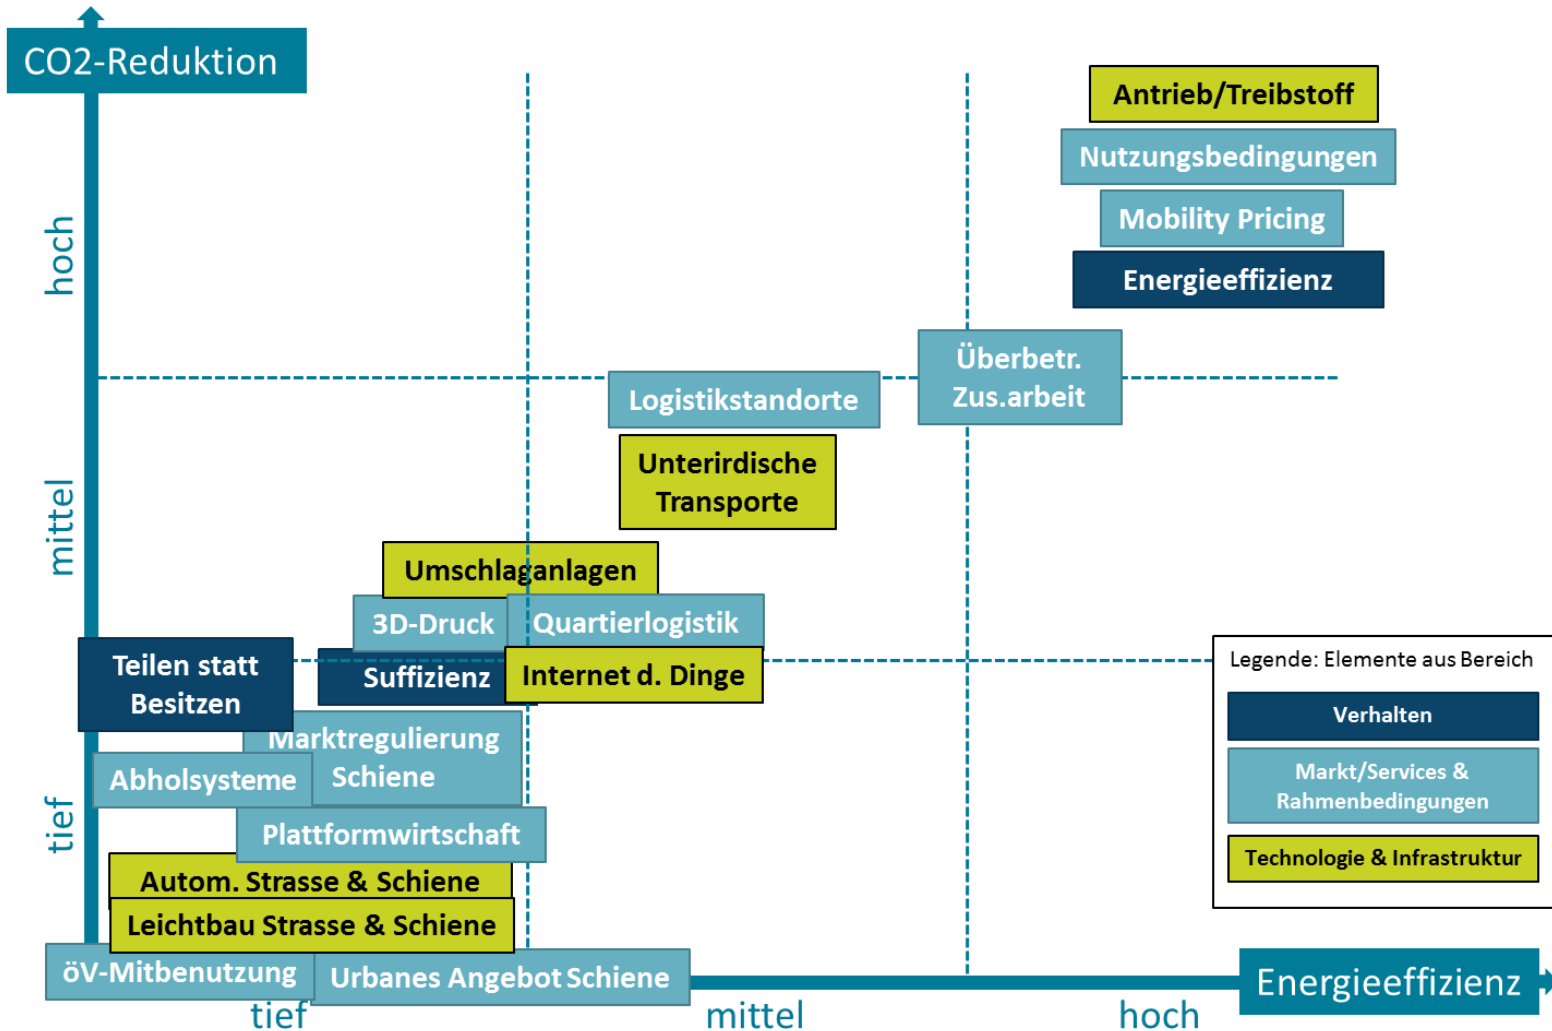 CO2-Reduktion
Antrieb/Treibstoff
Nutzungsbedingungen
Mobility Pricing
Energieeffizienz
hoch
Überbetr.
Zus.arbeit
Logistikstandorte
Unterirdische
Transporte
mittel
Umschlaganlagen
3D-Druck
Quartierlogistik
Teilen statt
Besitzen
Suffizienz
Internet d. Dinge
Marktregulierung
Schiene
Abholsysteme
tief
Plattformwirtschaft
Autom. Strasse & Schiene
Leichtbau Strasse & Schiene
öV-Mitbenutzung
Urbanes Angebot Schiene
Legende: Elemente aus Bereich
Verhalten
Markt/Services &
Rahmenbedingungen
Technologie & Infrastruktur
Energieeffizienz
tief
mittel
hoch